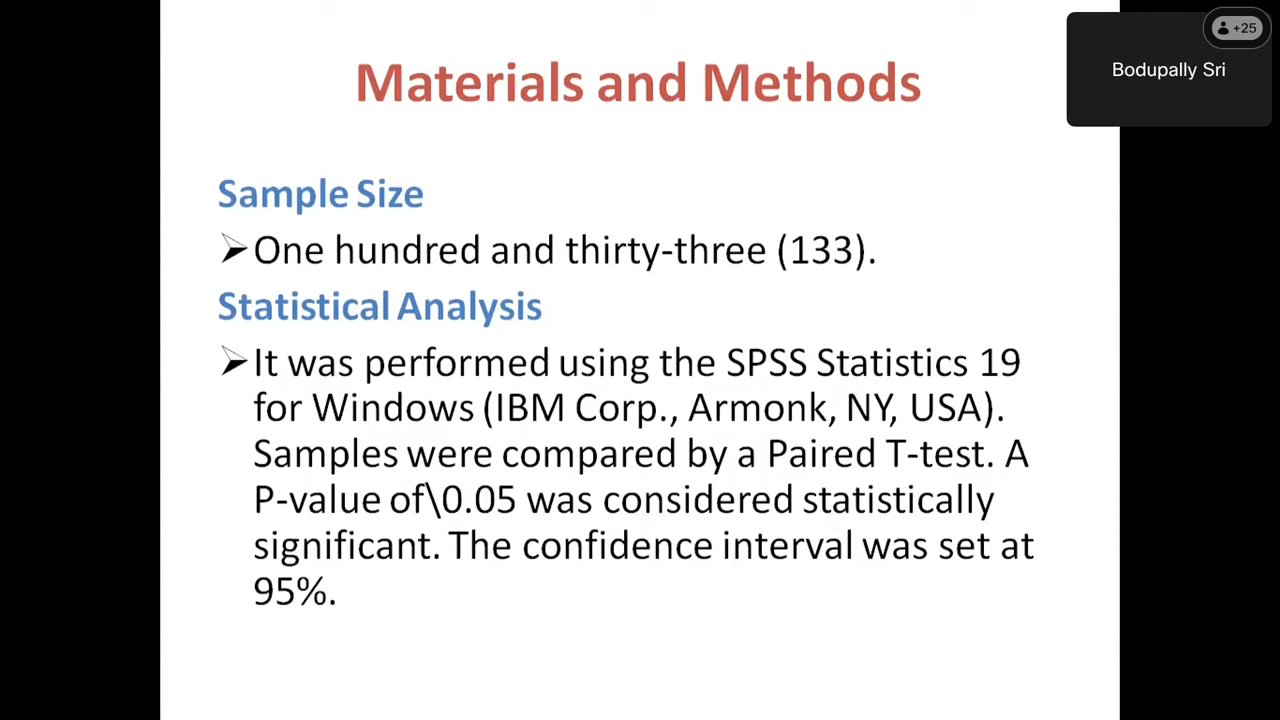 +25
Bodupally Sri
Materials and Methods
Sample Size
➢One hundred and thirty-three (133).
Statistical Analysis
➢It was performed using the SPSS Statistics 19
for Windows (IBM Corp., Armonk, NY, USA).
Samples were compared by a Paired T-test. A
P-value of\0.05 was considered statistically
significant. The confidence interval was set at
95%.